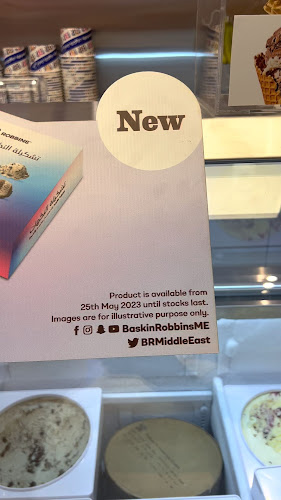 New
ROBBINS
Product is available from
25th May 2023 until stocks last.
Images are for illustrative purpose only.
BaskinRobbinsME
BRMiddleEast